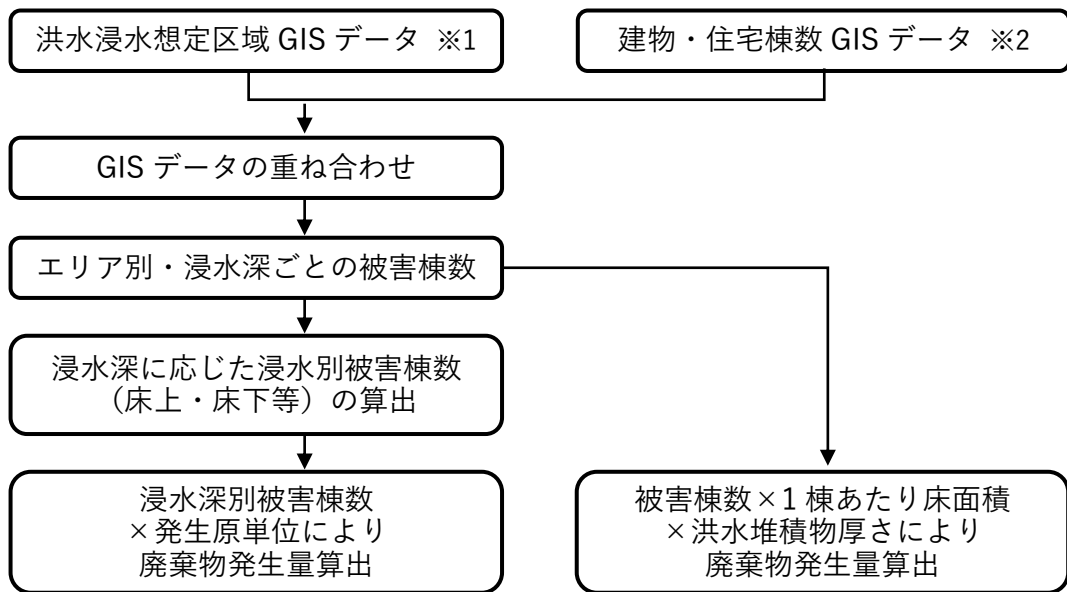 洪水浸水想定区域 GIS データ ※1
建物・住宅棟数 GIS データ ※2
GIS データの重ね合わせ
エリア別・浸水深ごとの被害棟数
浸水深に応じた浸水別被害棟数
（床上・床下等）の算出
浸水深別被害棟数
×発生原単位により
廃棄物発生量算出
被害棟数×1 棟あたり床面積
×洪水堆積物厚さにより
廃棄物発生量算出